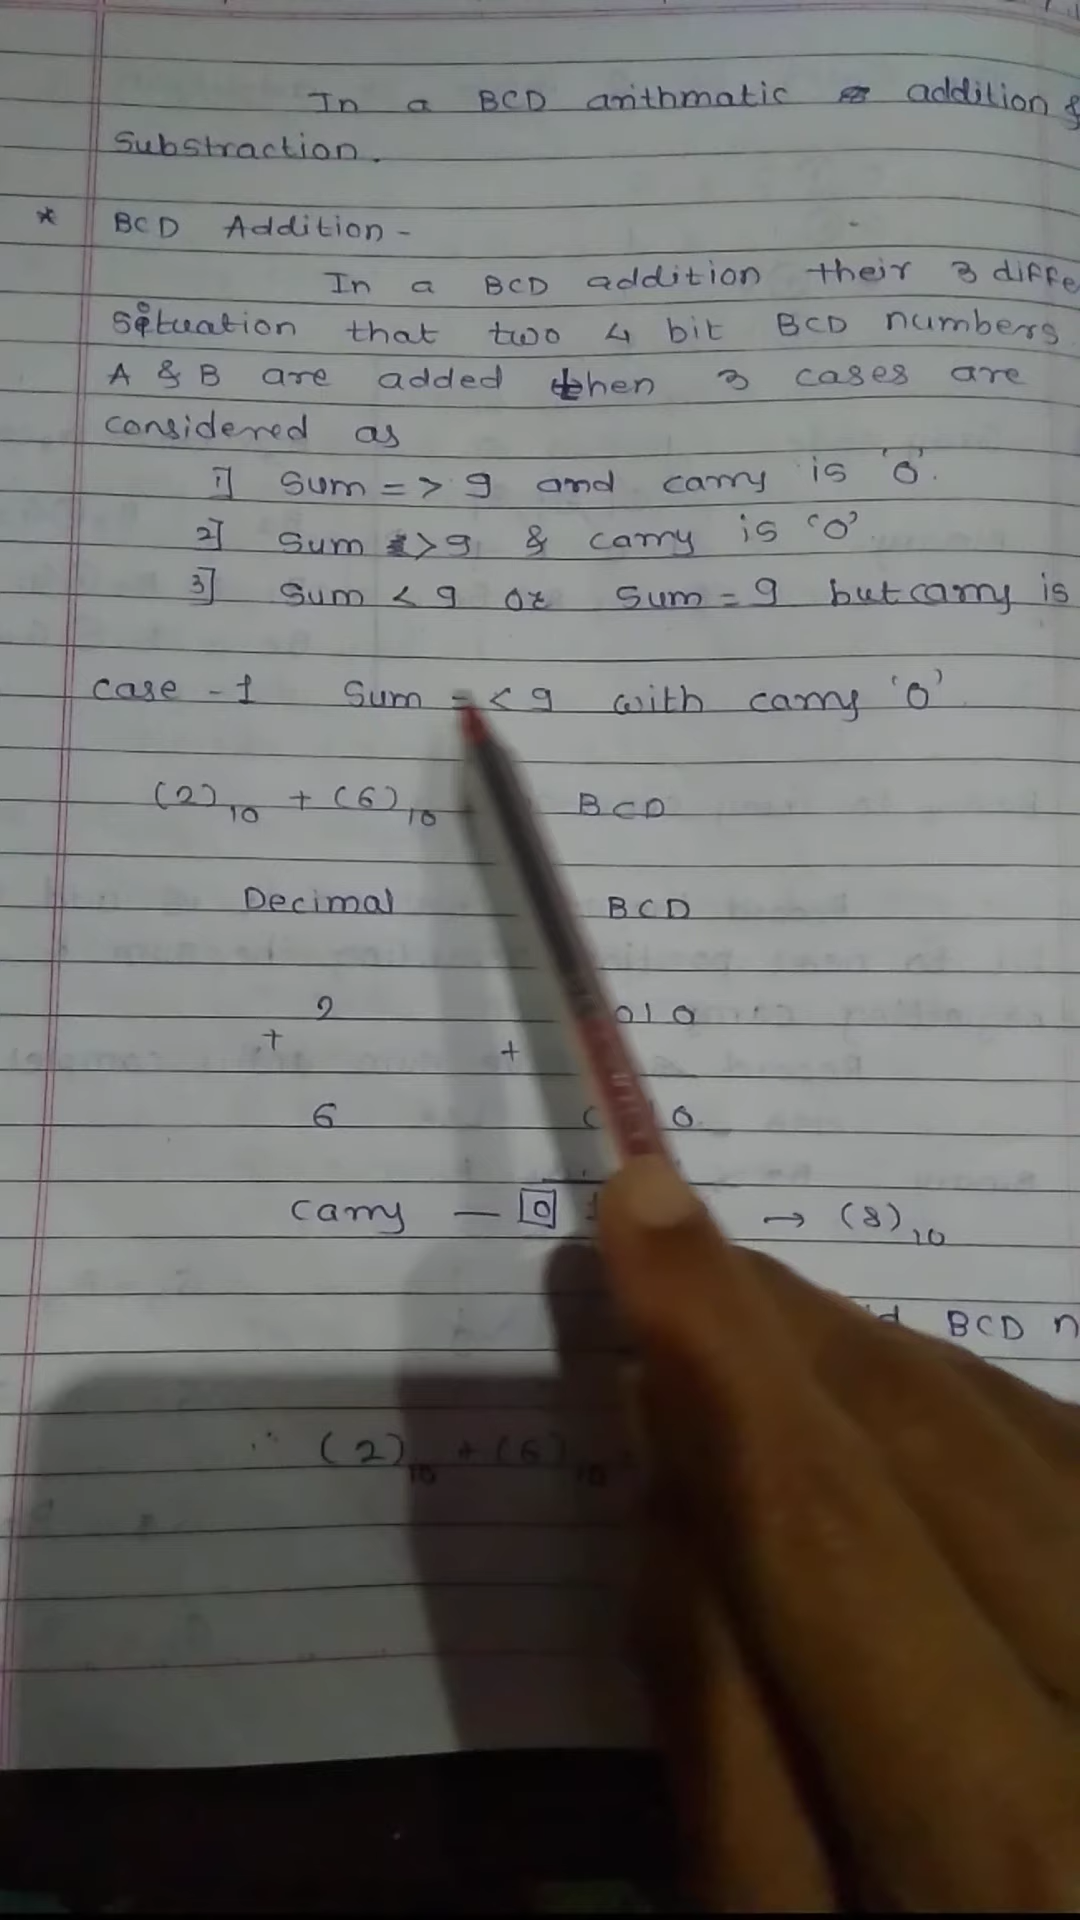 In a BCD arithmatic addition &
Substraction.
* BCD Addition -
In a BCD addition their 3 diffe
Situation that two 4 bit BCD numbers
A & B are added then 3 cases are
considered as
1] Sum => 9 and carry is '0'.
2] Sum > 9 & carry is '0'
3] Sum < 9 or Sum = 9 but carry is
case - 1 Sum = < 9 with carry '0'
(2)10 + (6)10 BCD
Decimal BCD
2 010
+ +
6 0
carry — 0 1 → (8)10
BCD n
∴ (2)10 + (6)10